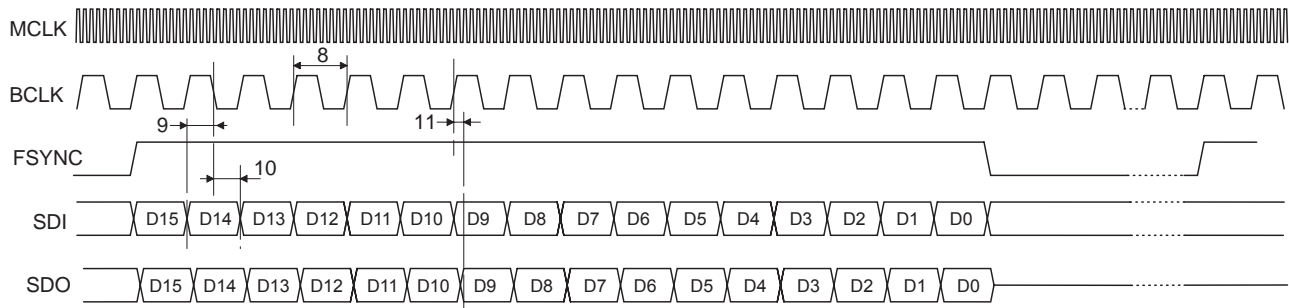 MCLK
8
BCLK
9
11
FSYNC
10
SDI D15 D14 D13 D12 D11 D10 D9 D8 D7 D6 D5 D4 D3 D2 D1 D0
SDO D15 D14 D13 D12 D11 D10 D9 D8 D7 D6 D5 D4 D3 D2 D1 D0